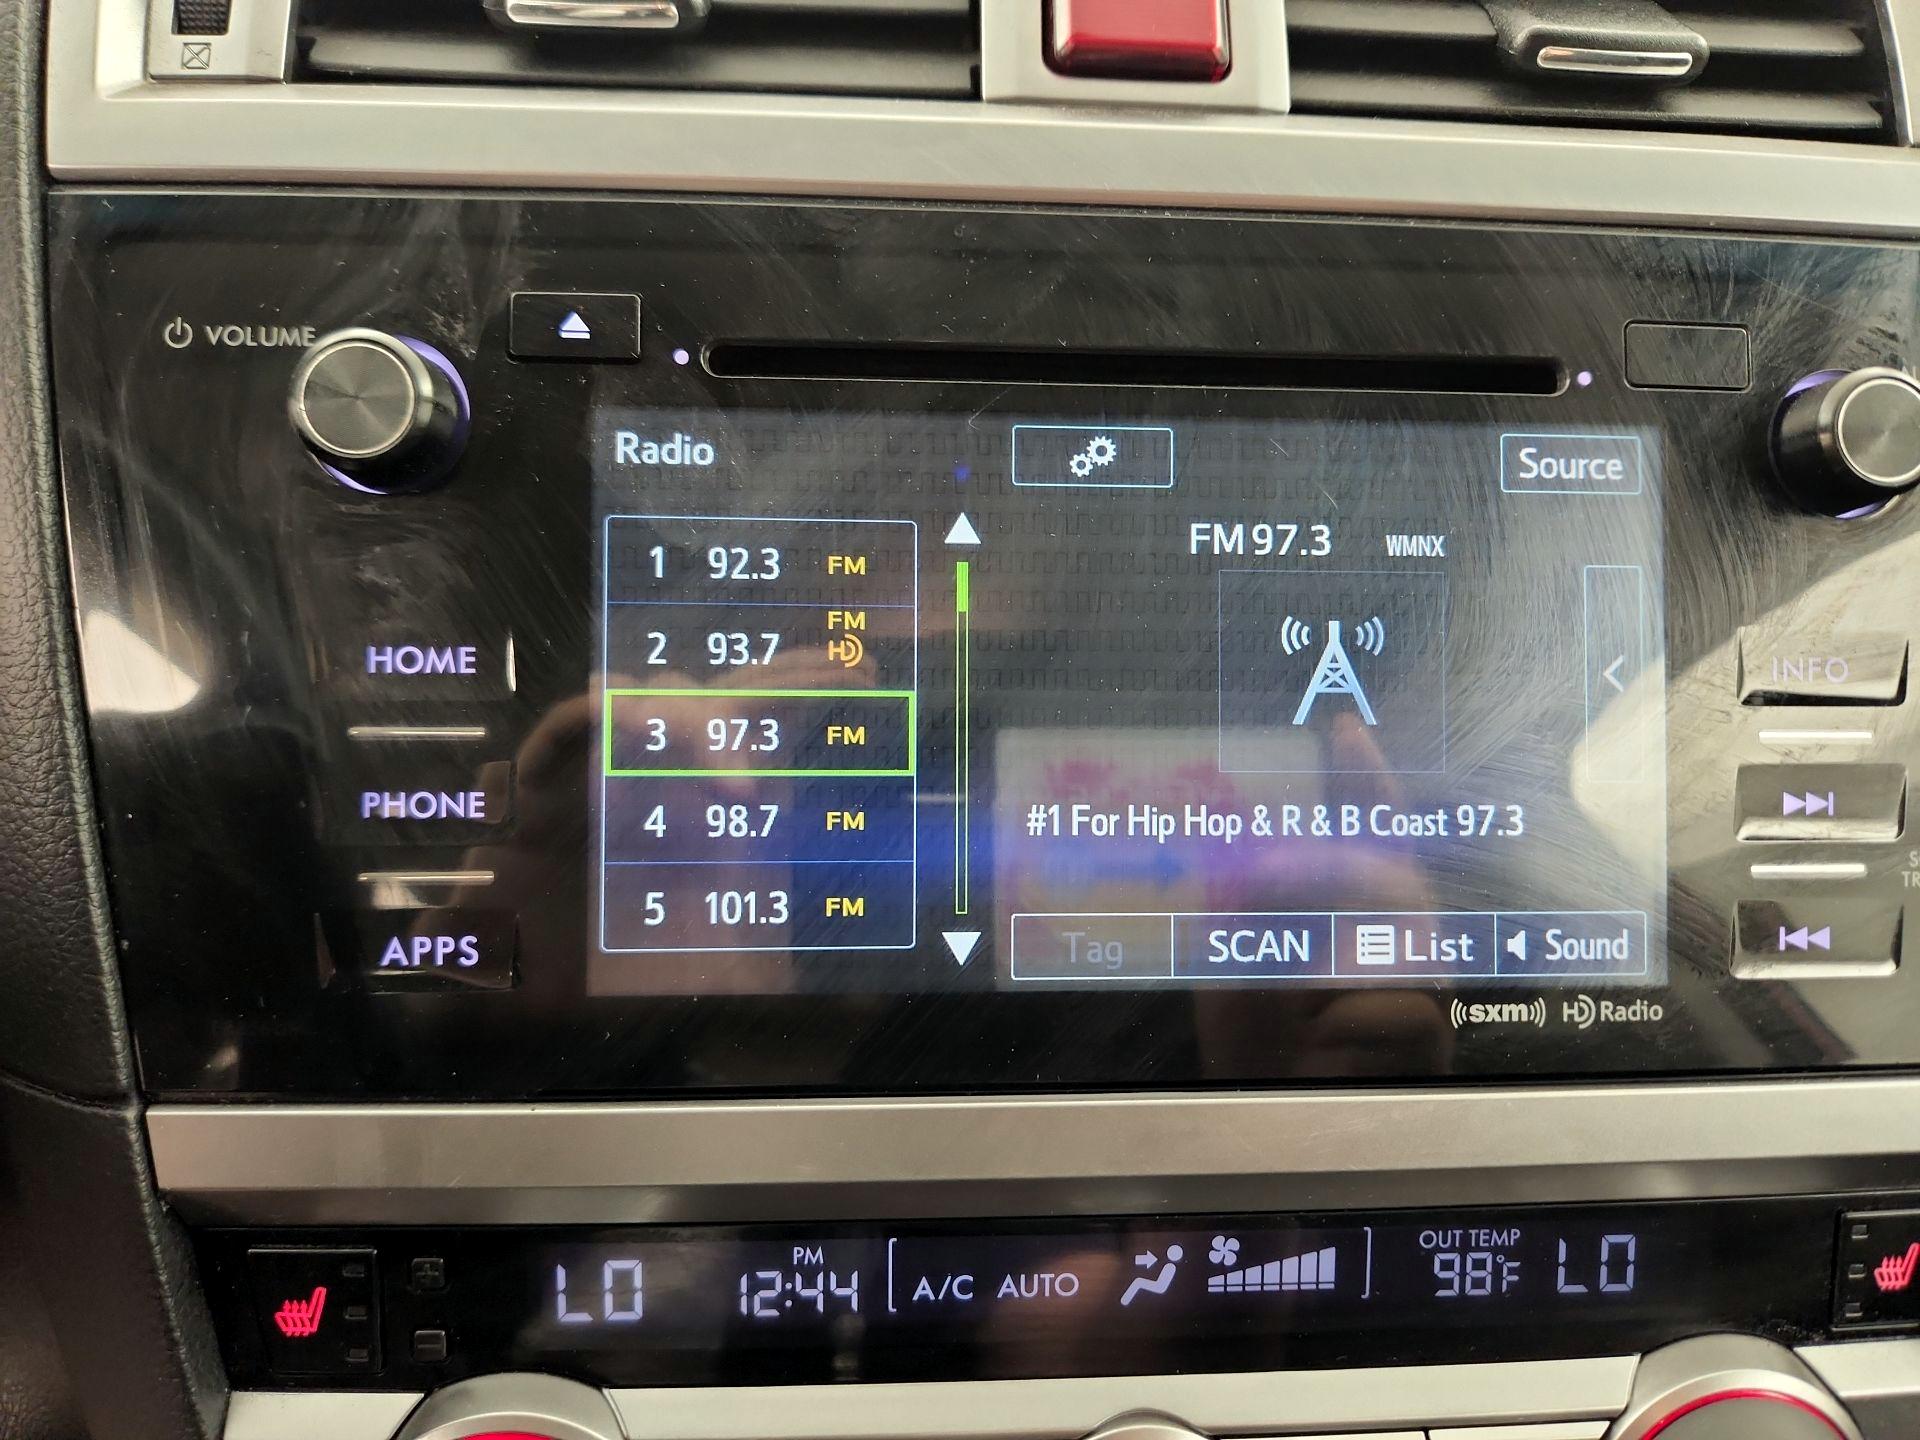 VOLUME
Radio
Source
1 92.3 FM
2 93.7 FM HD
3 97.3 FM
4 98.7 FM
5 101.3 FM
FM 97.3 WMNX
#1 For Hip Hop & R & B Coast 97.3
Tag SCAN List Sound
HOME
PHONE
APPS
INFO
((sxm)) HD Radio
LO
PM
12:44
A/C AUTO
OUT TEMP
98°F
LO